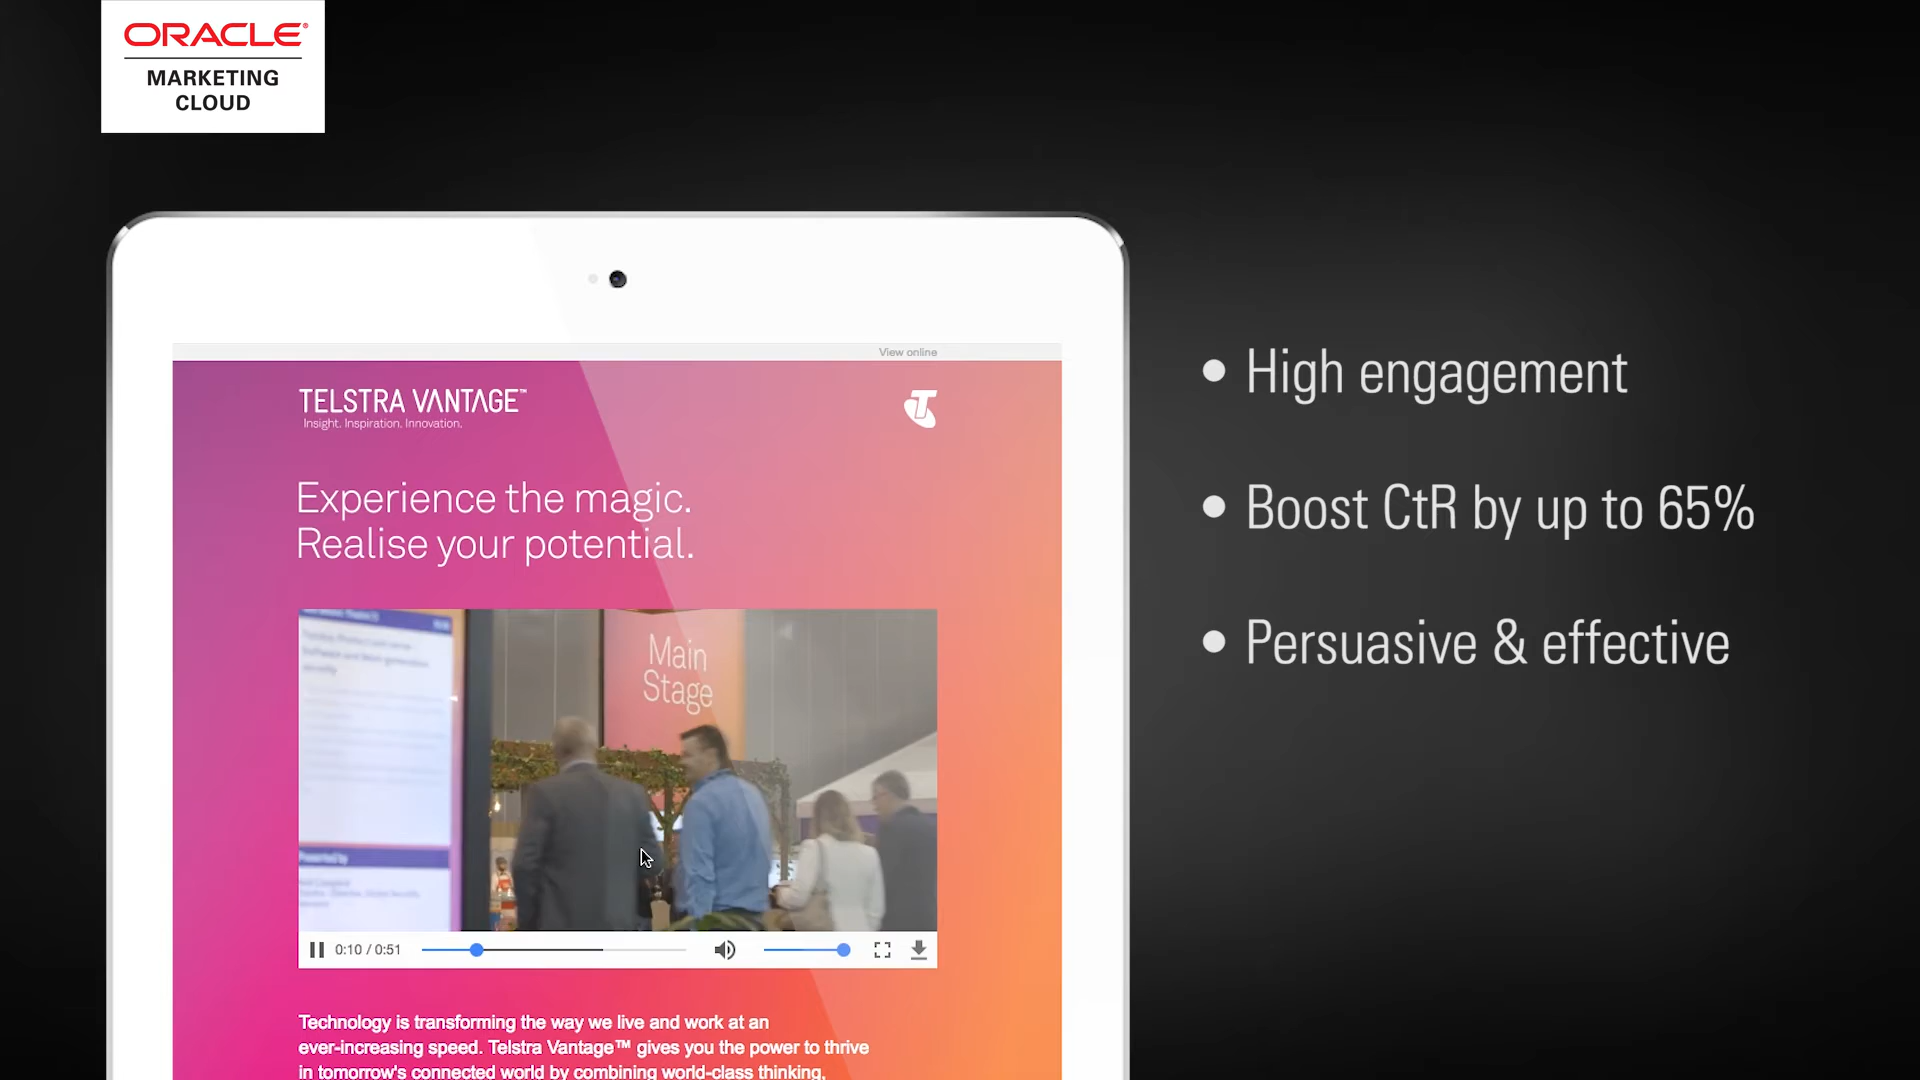 ORACLE®
MARKETING
CLOUD
View online
TELSTRA VANTAGE™
Insight. Inspiration. Innovation.
T
Experience the magic.
Realise your potential.
Main
Stage
Presented by
0:10 / 0:51
Technology is transforming the way we live and work at an
ever-increasing speed. Telstra Vantage™ gives you the power to thrive
in tomorrow's connected world by combining world-class thinking,
• High engagement
• Boost CtR by up to 65%
• Persuasive & effective